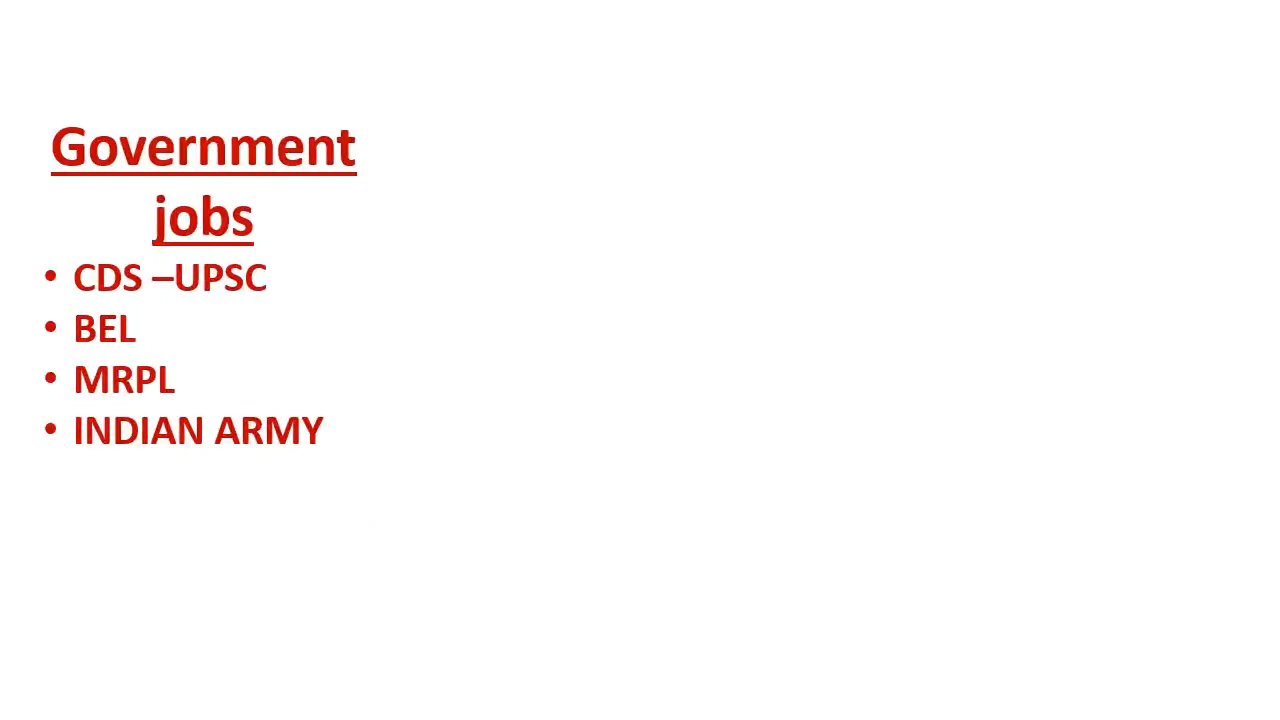 Government
jobs
• CDS –UPSC
• BEL
• MRPL
• INDIAN ARMY